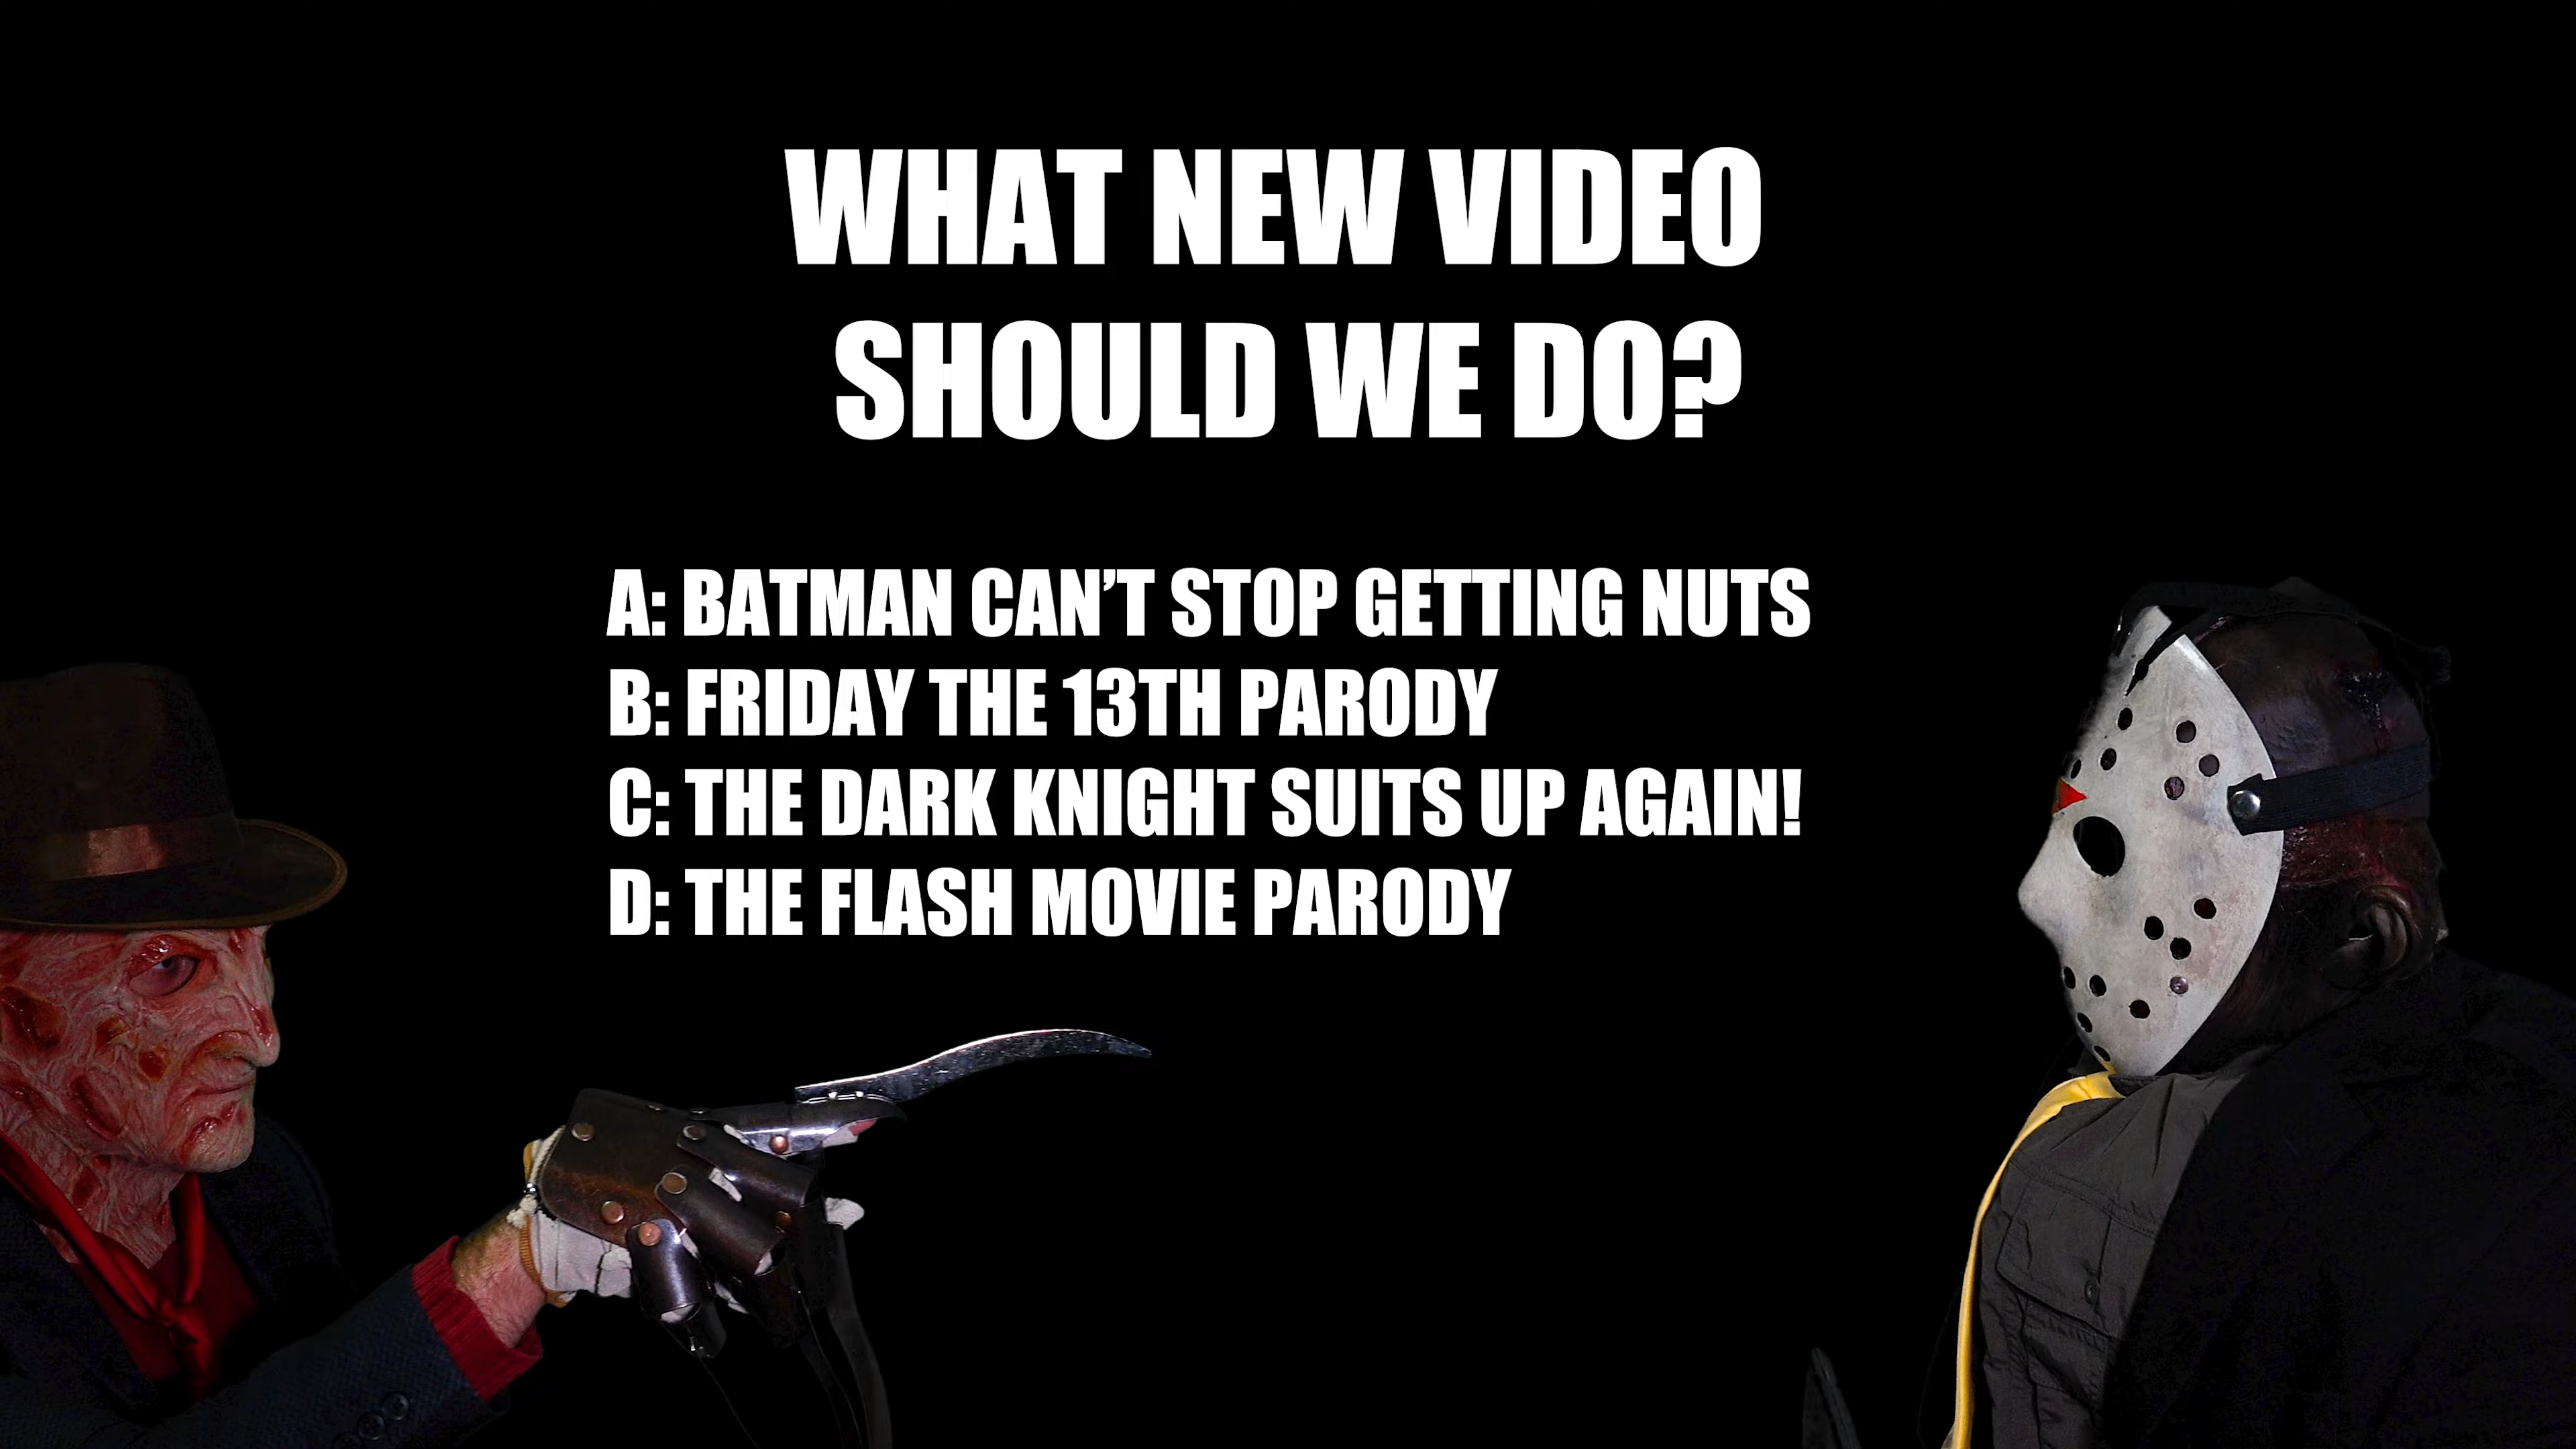 WHAT NEW VIDEO
SHOULD WE DO?
A: BATMAN CAN'T STOP GETTING NUTS
B: FRIDAY THE 13TH PARODY
C: THE DARK KNIGHT SUITS UP AGAIN!
D: THE FLASH MOVIE PARODY